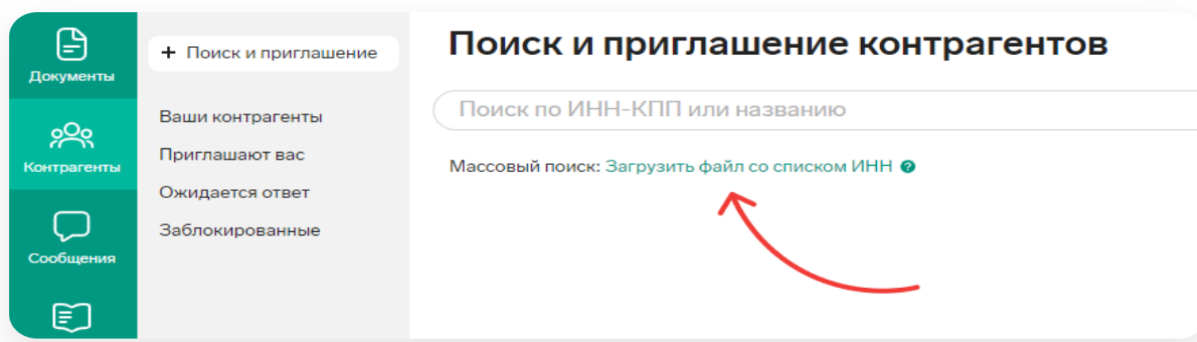 Документы
Контрагенты
Сообщения
+ Поиск и приглашение
Ваши контрагенты
Приглашают вас
Ожидается ответ
Заблокированные
Поиск и приглашение контрагентов
Поиск по ИНН-КПП или названию
Массовый поиск: Загрузить файл со списком ИНН ?